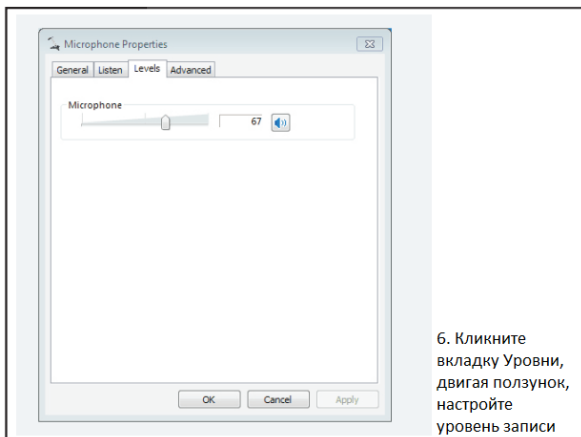 Microphone Properties
General Listen Levels Advanced
Microphone
67
OK Cancel Apply
6. Кликните
вкладку Уровни,
двигая ползунок,
настройте
уровень записи